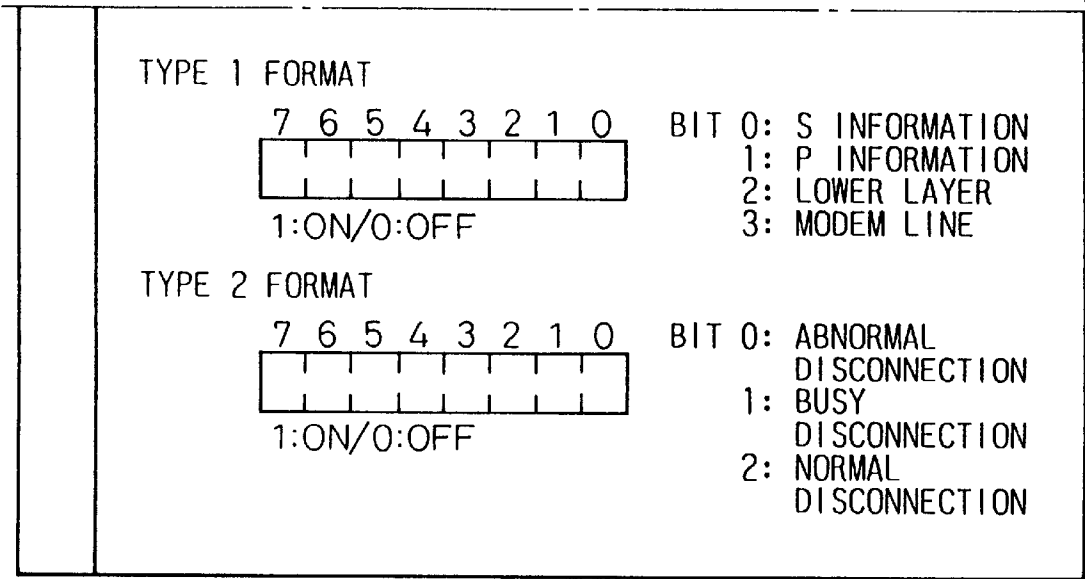 TYPE 1 FORMAT
7 6 5 4 3 2 1 0
BIT 0: S INFORMATION
1: P INFORMATION
2: LOWER LAYER
3: MODEM LINE
1:ON/0:OFF
TYPE 2 FORMAT
7 6 5 4 3 2 1 0
BIT 0: ABNORMAL
DISCONNECTION
1: BUSY
DISCONNECTION
2: NORMAL
DISCONNECTION
1:ON/0:OFF